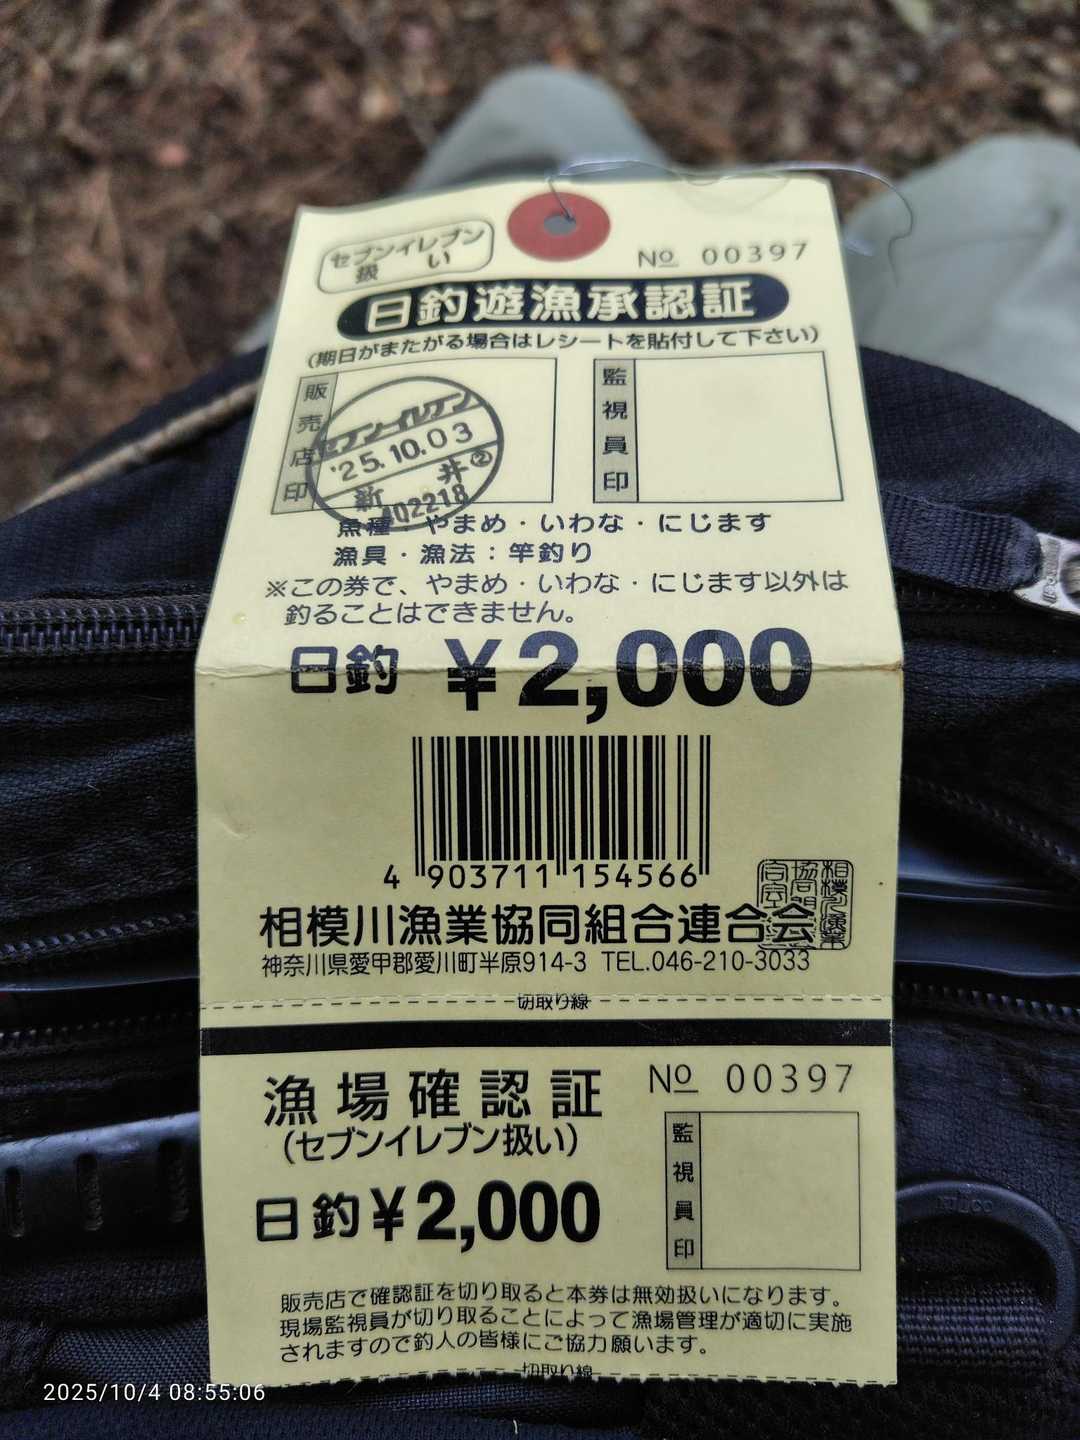 セブンイレブン
扱い
No 00397
日釣遊漁承認証
(期日がまたがる場合はレシートを貼付して下さい)
販売店印
セブンイレブン
'25.10.03
新井②
402218
監視員印
魚種・やまめ・いわな・にじます
漁具・漁法：竿釣り
※この券で、やまめ・いわな・にじます以外は
釣ることはできません。
日釣 ¥2,000
4 903711 154566
相模川漁業協同組合連合会
神奈川県愛甲郡愛川町半原914-3 TEL.046-210-3033
切取り線
漁場確認証
No 00397
(セブンイレブン扱い)
日釣¥2,000
監視員印
販売店で確認証を切り取ると本券は無効扱いになります。
現場監視員が切り取ることによって漁場管理が適切に実施
されますので釣人の皆様にご協力願います。
切取り線
2025/10/4 08:55:06